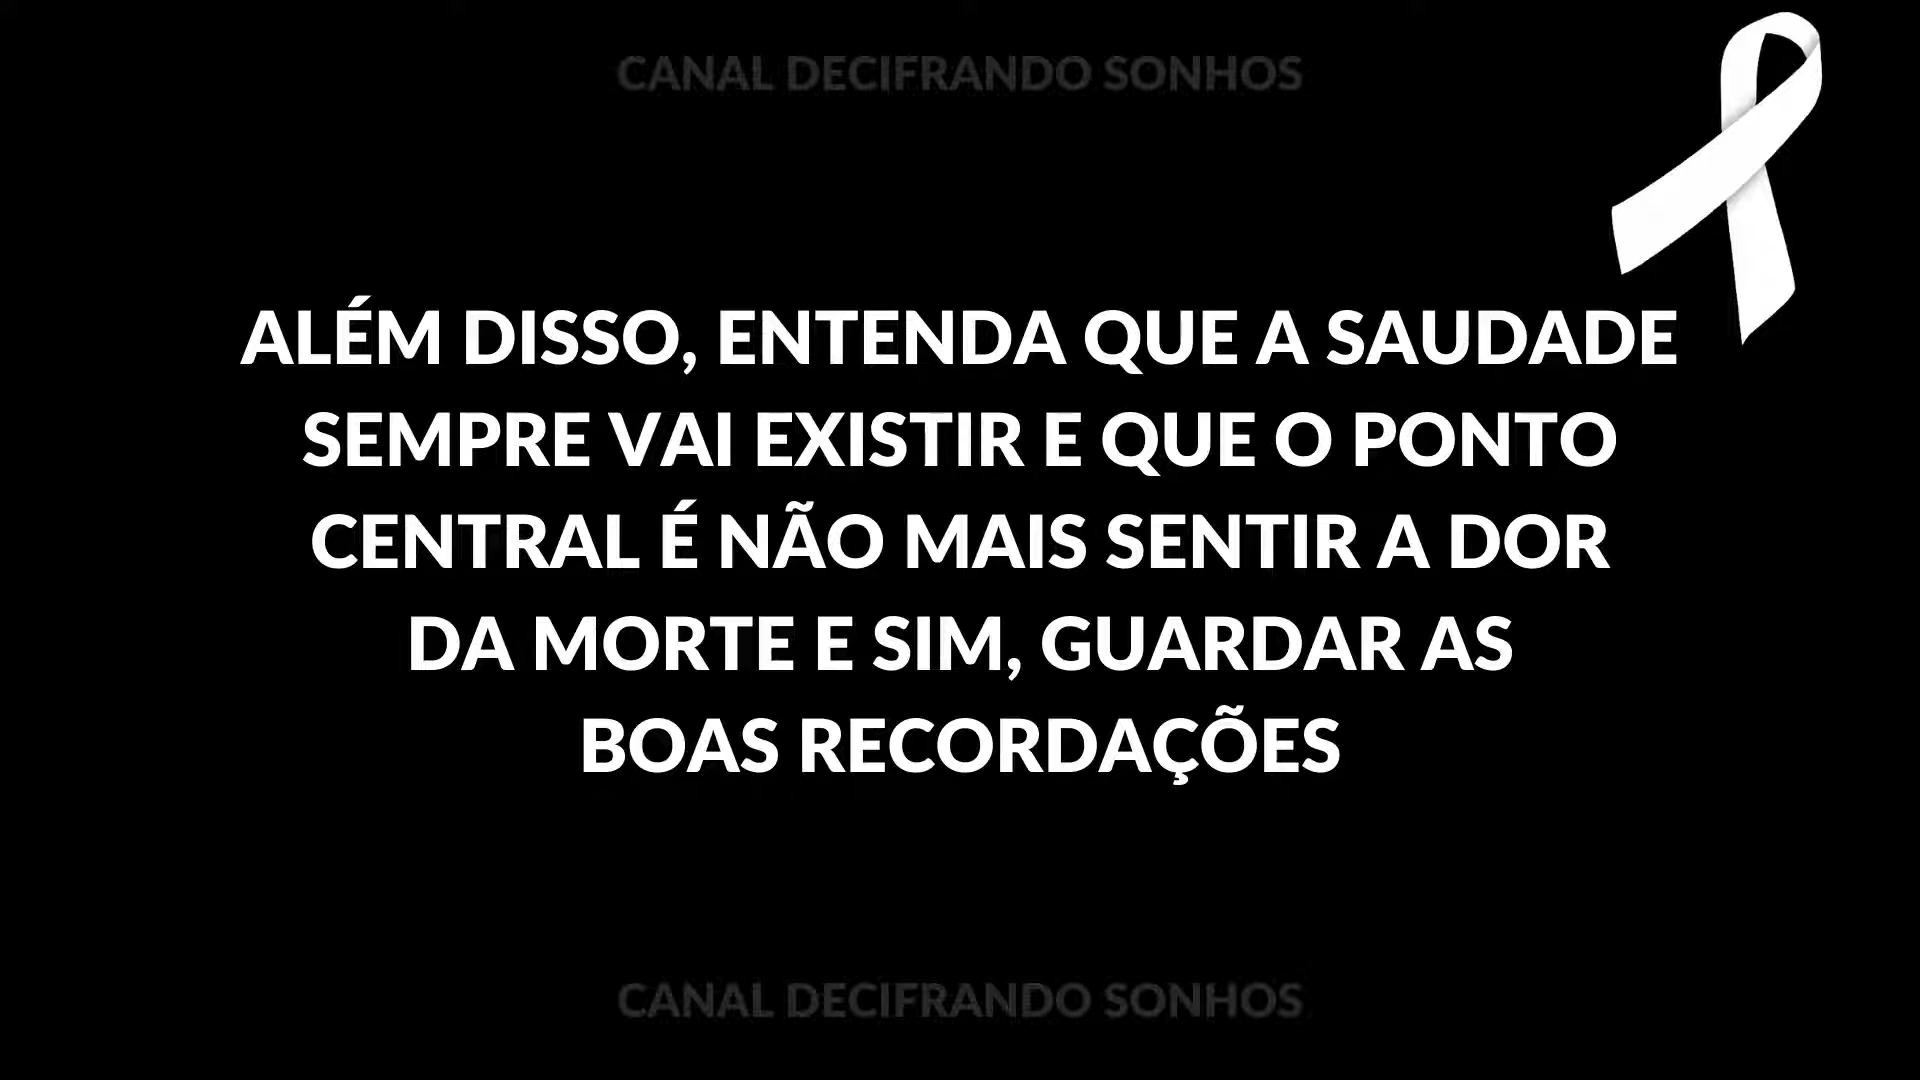 CANAL DECIFRANDO SONHOS
ALÉM DISSO, ENTENDA QUE A SAUDADE
SEMPRE VAI EXISTIR E QUE O PONTO
CENTRAL É NÃO MAIS SENTIR A DOR
DA MORTE E SIM, GUARDAR AS
BOAS RECORDAÇÕES
CANAL DECIFRANDO SONHOS